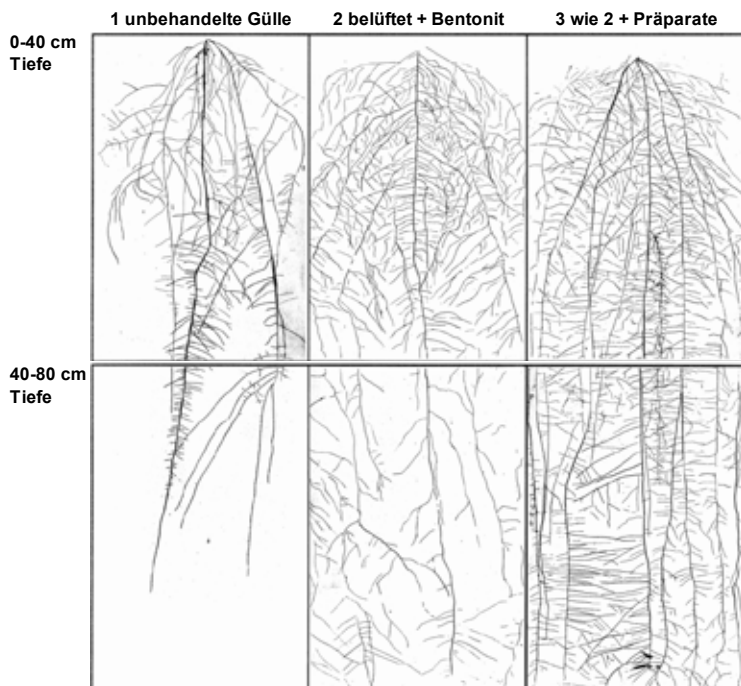 1 unbehandelte Gülle
2 belüftet + Bentonit
3 wie 2 + Präparate
0-40 cm
Tiefe
40-80 cm
Tiefe